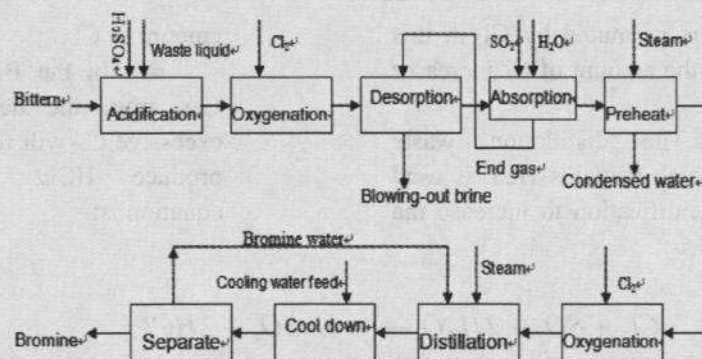 H₂SO₄
Waste liquid
Cl₂
SO₂
H₂O
Steam
Bittern
Acidification
Oxygenation
Desorption
Absorption
Preheat
End gas
Blowing-out brine
Condensed water
Bromine water
Steam
Cooling water feed
Cl₂
Bromine
Separate
Cool down
Distillation
Oxygenation